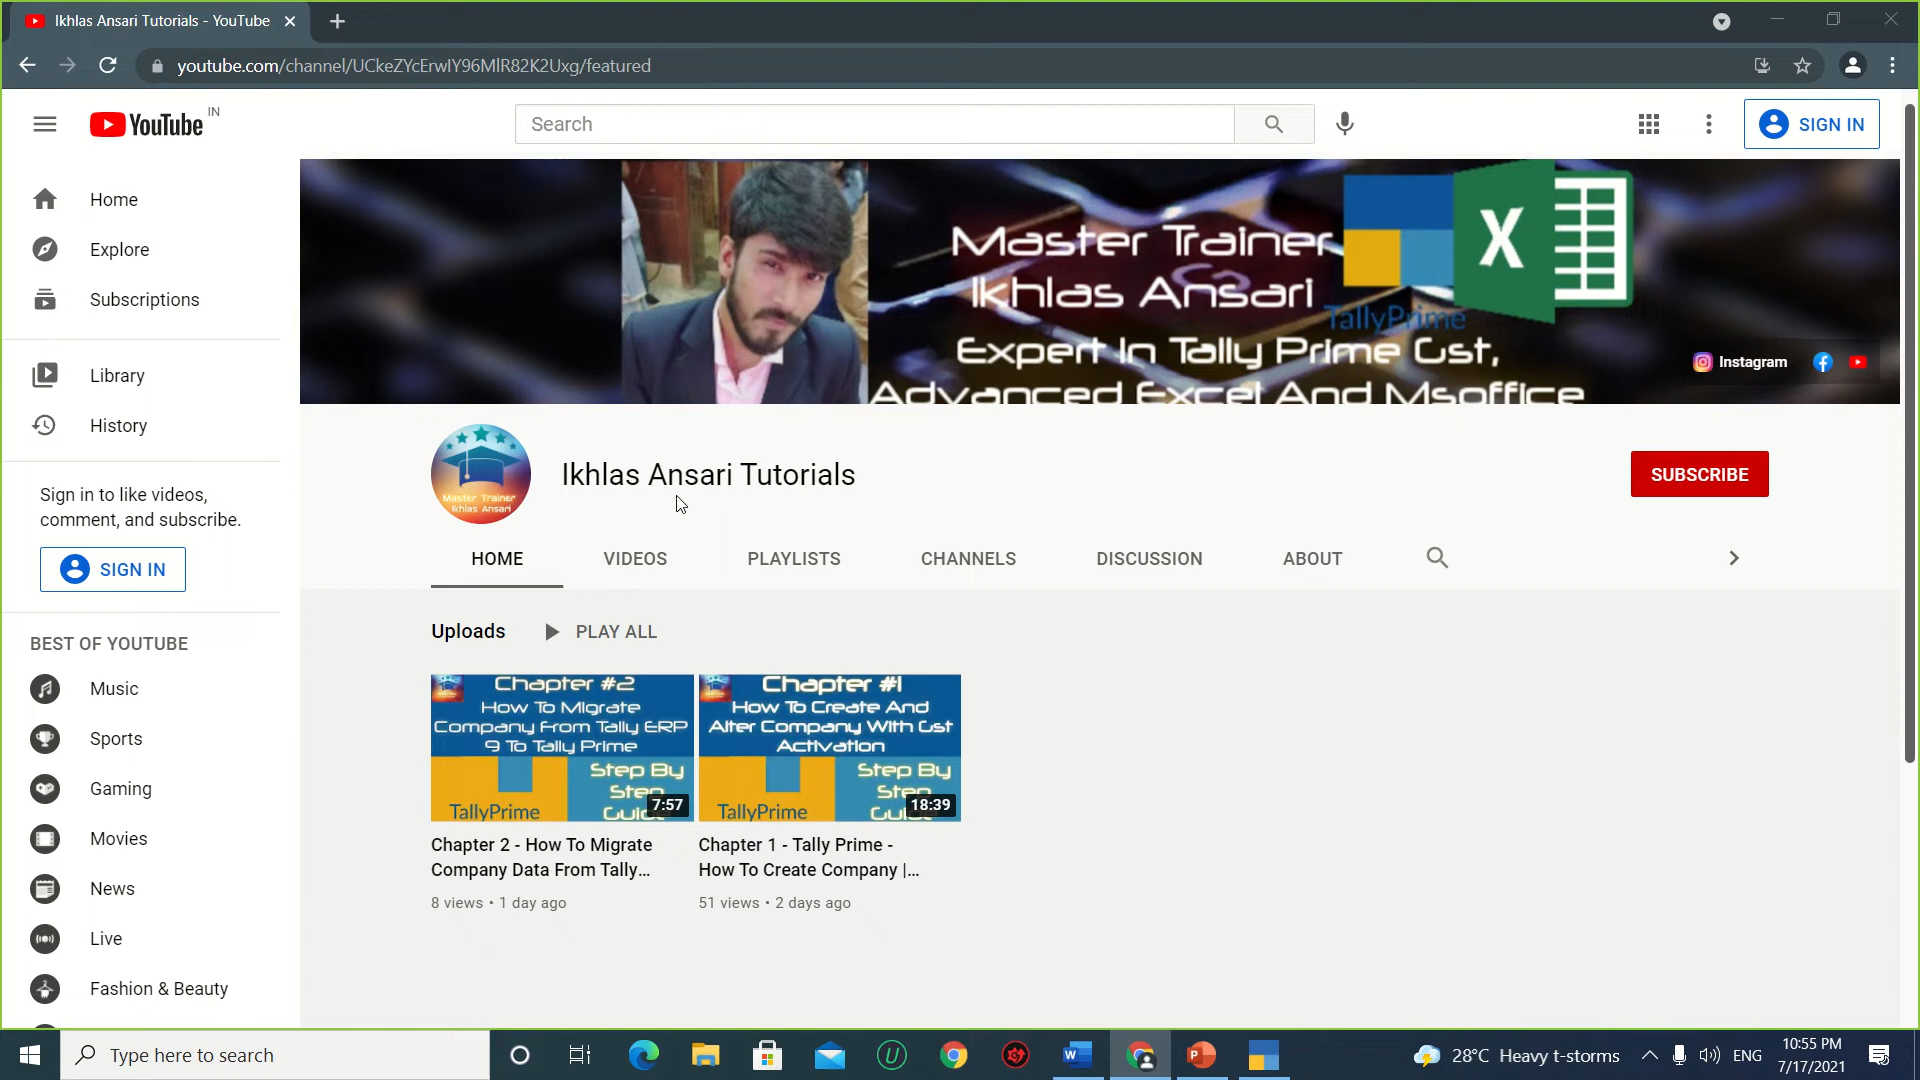 Ikhlas Ansari Tutorials - YouTube
youtube.com/channel/UCkeZYcErwlY96MlR82K2Uxg/featured
YouTube IN
Search
SIGN IN
Home
Explore
Subscriptions
Library
History
Sign in to like videos,
comment, and subscribe.
SIGN IN
BEST OF YOUTUBE
Music
Sports
Gaming
Movies
News
Live
Fashion & Beauty
Master Trainer
Ikhlas Ansari
TallyPrime
Expert In Tally Prime Gst,
Advanced Excel And Msoffice
X
Instagram
Master Trainer
Ikhlas Ansari
Ikhlas Ansari Tutorials
SUBSCRIBE
HOME
VIDEOS
PLAYLISTS
CHANNELS
DISCUSSION
ABOUT
Uploads
PLAY ALL
Chapter #2
How To Migrate
Company From Tally ERP
9 To Tally Prime
Step By
Step
Guide
TallyPrime
7:57
Chapter 2 - How To Migrate
Company Data From Tally...
8 views • 1 day ago
Chapter #1
How To Create And
Alter Company With Gst
Activation
Step By
Step
TallyPrime
18:39
Chapter 1 - Tally Prime -
How To Create Company |...
51 views • 2 days ago
Type here to search
28°C Heavy t-storms
ENG
10:55 PM
7/17/2021